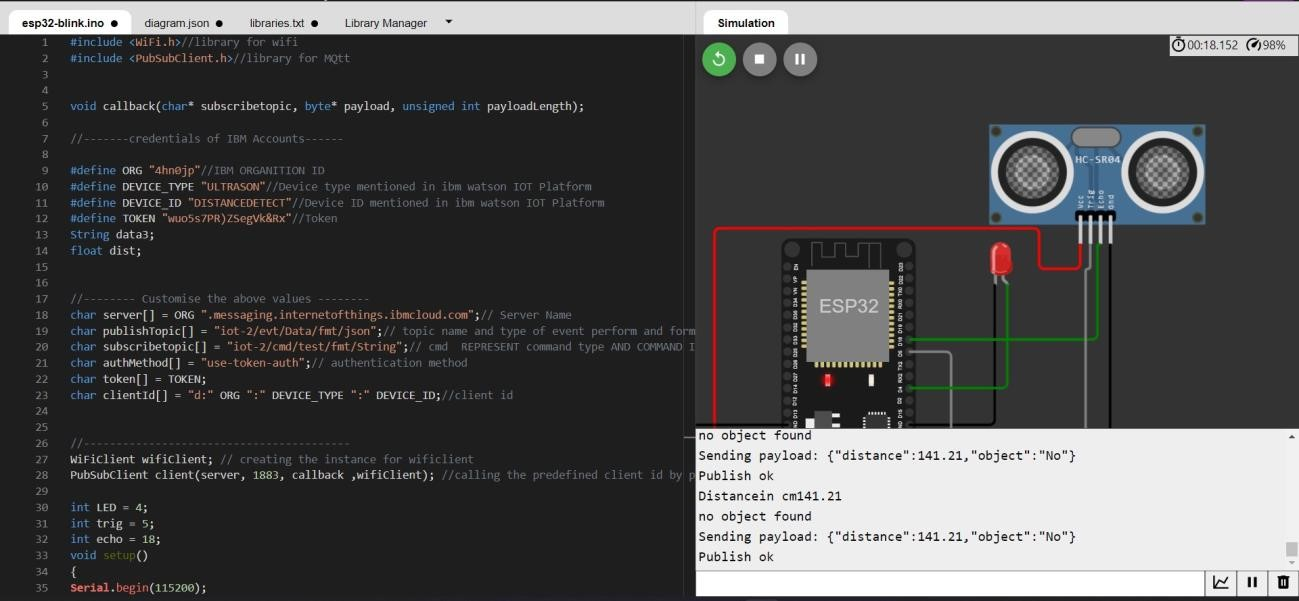 esp32-blink.ino ● diagram.json ● libraries.txt ● Library Manager
1 #include <WiFi.h>//library for wifi
2 #include <PubSubClient.h>//library for MQtt
3
4
5 void callback(char* subscribetopic, byte* payload, unsigned int payloadLength);
6
7 //-------credentials of IBM Accounts------
8
9 #define ORG "4hn0jp"//IBM ORGANITION ID
10 #define DEVICE_TYPE "ULTRASON"//Device type mentioned in ibm watson IOT Platform
11 #define DEVICE_ID "DISTANCEDETECT"//Device ID mentioned in ibm watson IOT Platform
12 #define TOKEN "wuo5s7PR)ZSegVk&Rx"//Token
13 String data3;
14 float dist;
15
16
17 //-------- Customise the above values --------
18 char server[] = ORG ".messaging.internetofthings.ibmcloud.com";// Server Name
19 char publishTopic[] = "iot-2/evt/Data/fmt/json";// topic name and type of event perform and form
20 char subscribetopic[] = "iot-2/cmd/test/fmt/String";// cmd  REPRESENT command type AND COMMAND I
21 char authMethod[] = "use-token-auth";// authentication method
22 char token[] = TOKEN;
23 char clientId[] = "d:" ORG ":" DEVICE_TYPE ":" DEVICE_ID;//client id
24
25
26 //-----------------------------------------
27 WiFiClient wifiClient; // creating the instance for wificlient
28 PubSubClient client(server, 1883, callback ,wifiClient); //calling the predefined client id by p
29
30 int LED = 4;
31 int trig = 5;
32 int echo = 18;
33 void setup()
34 {
35 Serial.begin(115200);
Simulation
00:18.152 98%
HC-SR04
Vcc
Trig
Echo
Gnd
ESP32
no object found
Sending payload: {"distance":141.21,"object":"No"}
Publish ok
Distancein cm141.21
no object found
Sending payload: {"distance":141.21,"object":"No"}
Publish ok